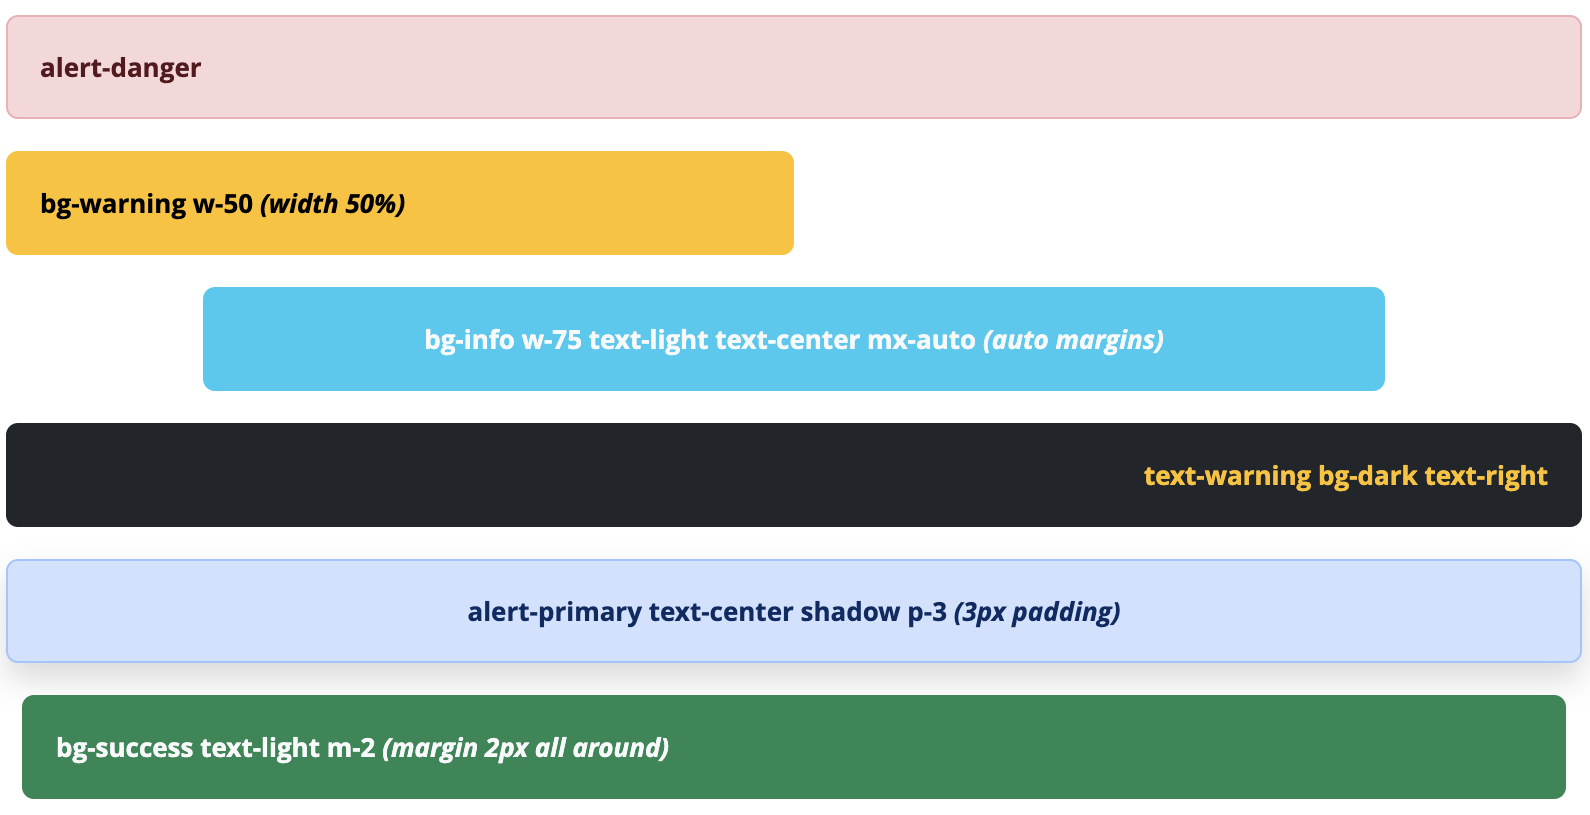 alert-danger
bg-warning w-50 (width 50%)
bg-info w-75 text-light text-center mx-auto (auto margins)
text-warning bg-dark text-right
alert-primary text-center shadow p-3 (3px padding)
bg-success text-light m-2 (margin 2px all around)